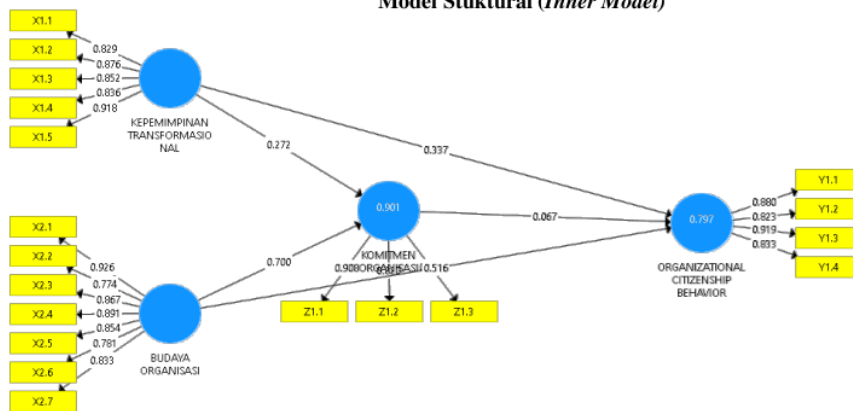 Model Stuktural (Inner Model)
X1.1
X1.2
X1.3
X1.4
X1.5
0.829
0.876
0.852
0.836
0.918
KEPEMIMPINAN
TRANSFORMASIO
NAL
0.272
0.337
X2.1
X2.2
X2.3
X2.4
X2.5
X2.6
X2.7
0.926
0.774
0.867
0.891
0.854
0.781
0.833
BUDAYA
ORGANISASI
0.700
0.901
KOMITMEN
ORGANISASI
0.908
0.516
Z1.1
Z1.2
Z1.3
0.067
0.797
ORGANIZATIONAL
CITIZENSHIP
BEHAVIOR
0.880
0.823
0.919
0.833
Y1.1
Y1.2
Y1.3
Y1.4